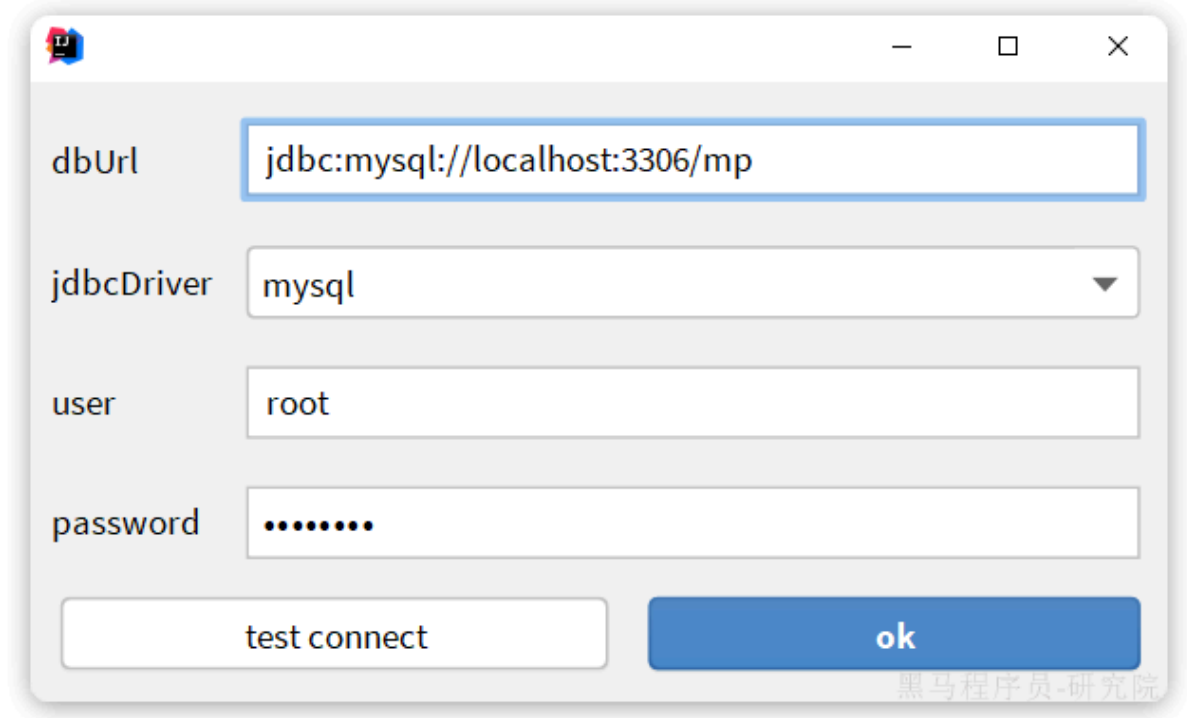 IJ
dbUrl jdbc:mysql://localhost:3306/mp
jdbcDriver mysql
user root
password ••••••••
test connect ok
黑马程序员-研究院